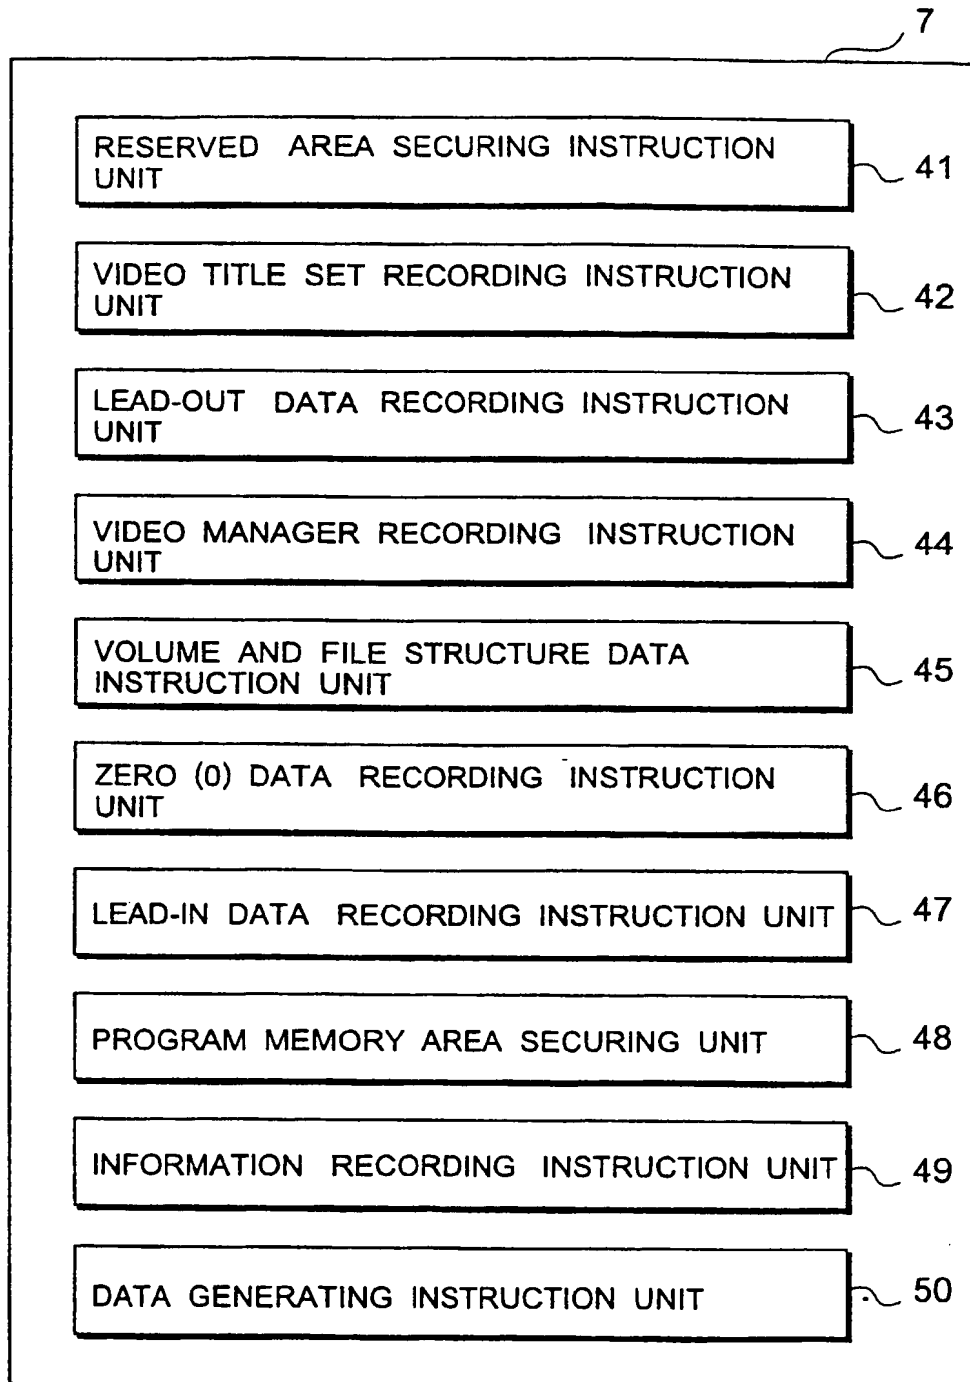 7
RESERVED AREA SECURING INSTRUCTION
UNIT
41
VIDEO TITLE SET RECORDING INSTRUCTION
UNIT
42
LEAD-OUT DATA RECORDING INSTRUCTION
UNIT
43
VIDEO MANAGER RECORDING INSTRUCTION
UNIT
44
VOLUME AND FILE STRUCTURE DATA
INSTRUCTION UNIT
45
ZERO (0) DATA RECORDING INSTRUCTION
UNIT
46
LEAD-IN DATA RECORDING INSTRUCTION UNIT
47
PROGRAM MEMORY AREA SECURING UNIT
48
INFORMATION RECORDING INSTRUCTION UNIT
49
DATA GENERATING INSTRUCTION UNIT
50